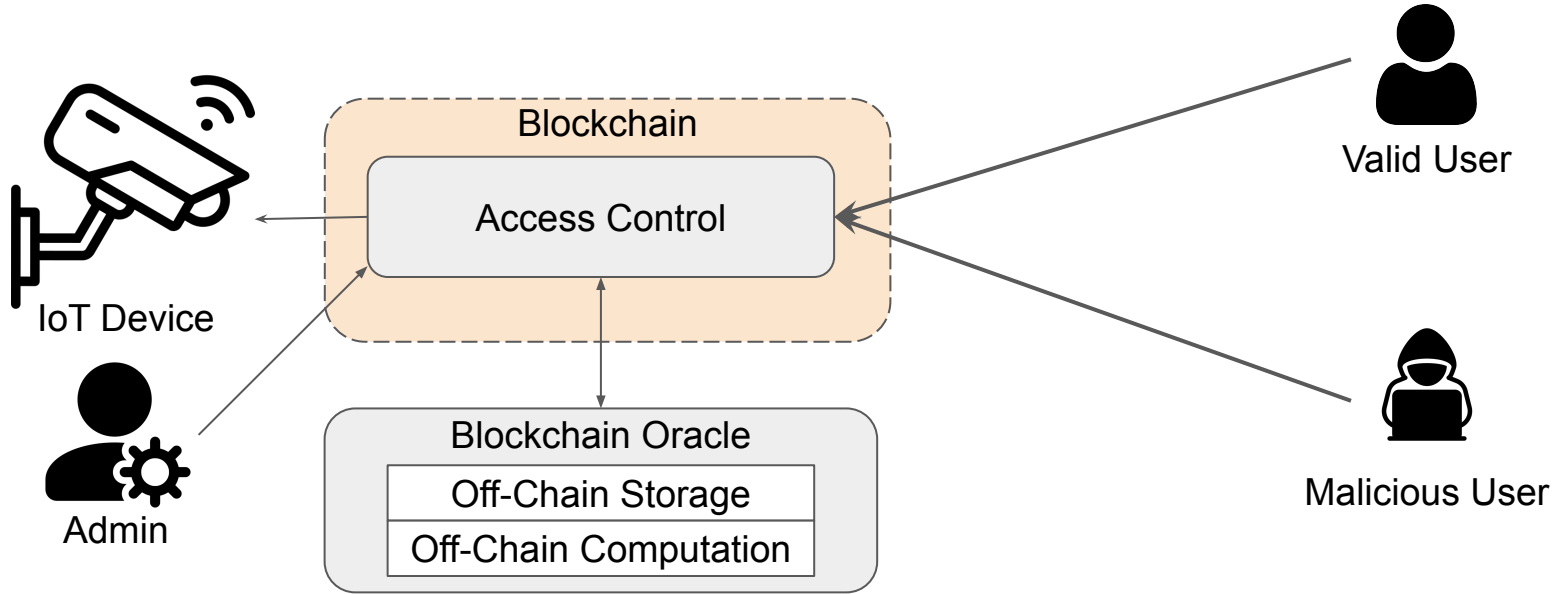 Blockchain
Access Control
Valid User
IoT Device
Admin
Blockchain Oracle
Off-Chain Storage
Off-Chain Computation
Malicious User